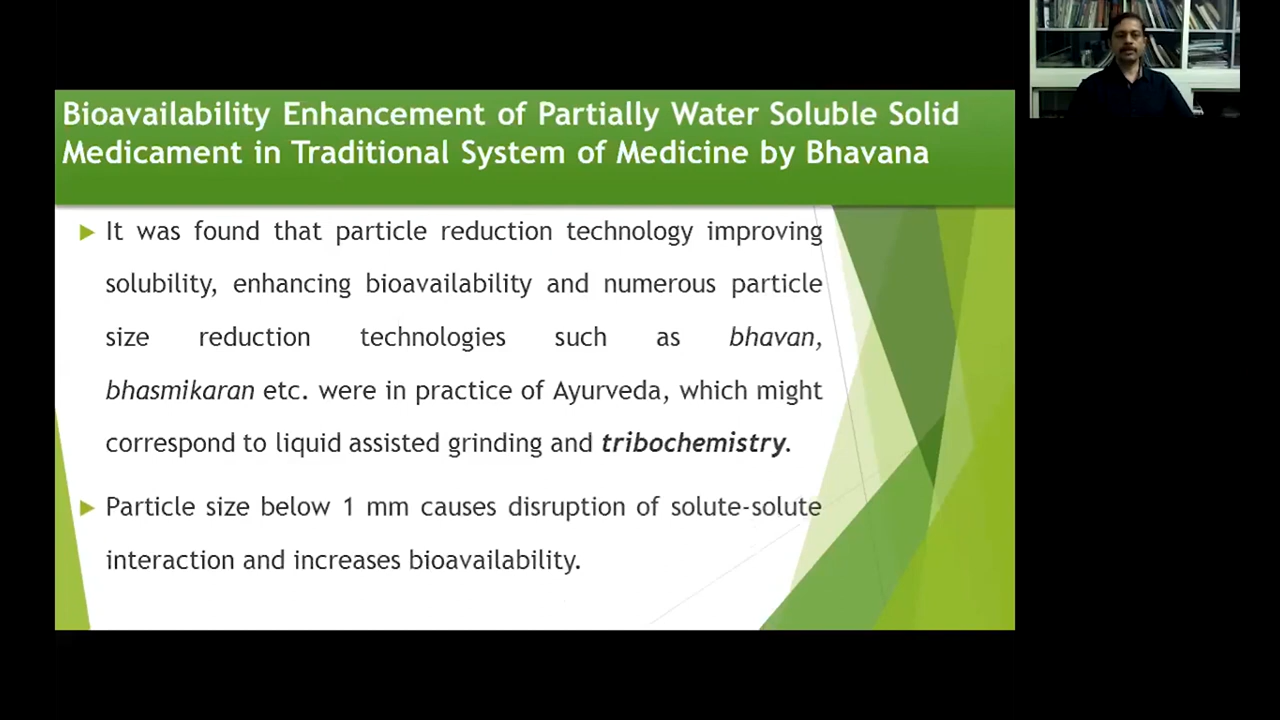 Bioavailability Enhancement of Partially Water Soluble Solid
Medicament in Traditional System of Medicine by Bhavana
It was found that particle reduction technology improving
solubility, enhancing bioavailability and numerous particle
size reduction technologies such as bhavan,
bhasmikaran etc. were in practice of Ayurveda, which might
correspond to liquid assisted grinding and tribochemistry.
Particle size below 1 mm causes disruption of solute-solute
interaction and increases bioavailability.